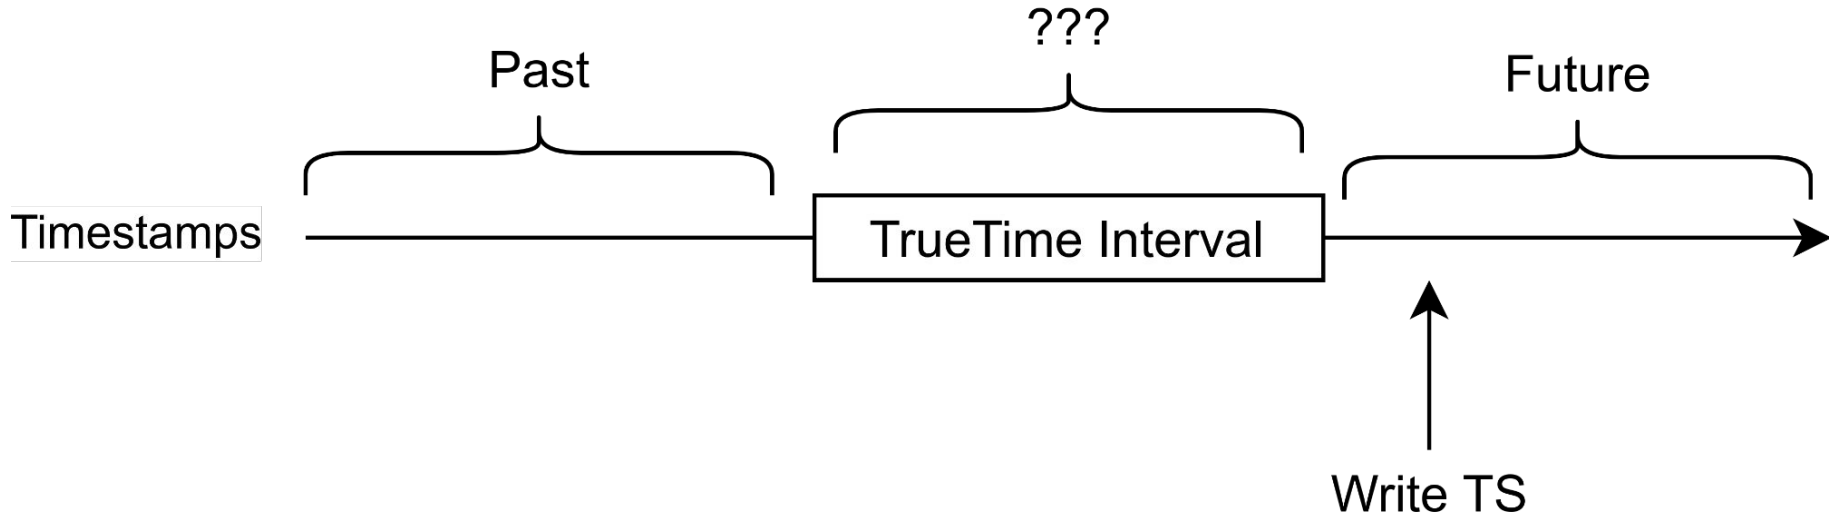 ???
Past
Future
Timestamps
TrueTime Interval
Write TS